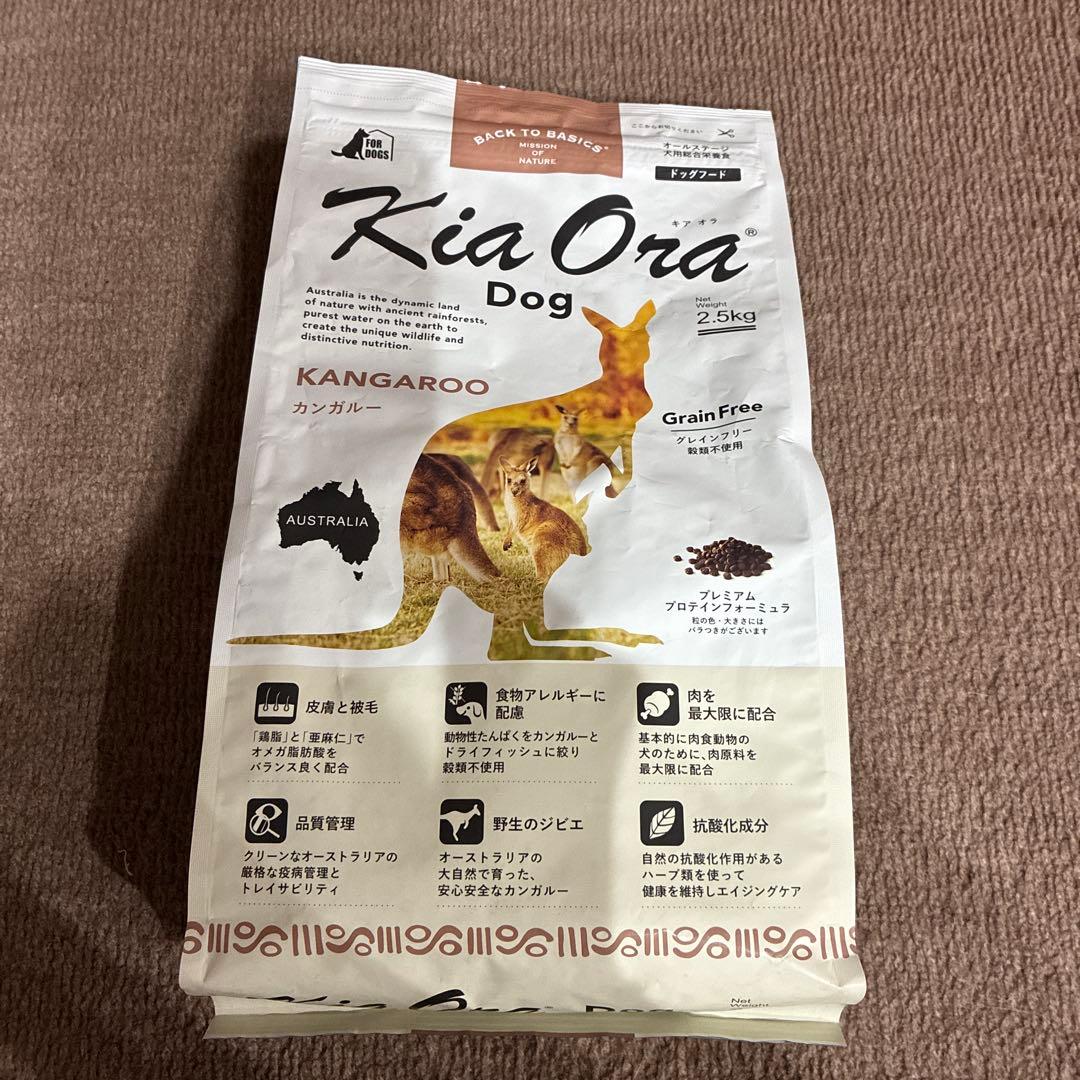 FOR
DOGS
BACK TO BASICS®
MISSION
OF
NATURE
ここからお切りください
オールステージ
犬用総合栄養食
ドッグフード
キア オラ
Kia Ora®
Dog
Australia is the dynamic land
of nature with ancient rainforests,
purest water on the earth to
create the unique wildlife and
distinctive nutrition.
Net
Weight
2.5kg
KANGAROO
カンガルー
Grain Free
グレインフリー
穀類不使用
AUSTRALIA
プレミアム
プロテインフォーミュラ
粒の色・大きさには
バラつきがございます
皮膚と被毛
「鶏脂」と「亜麻仁」で
オメガ脂肪酸を
バランス良く配合
食物アレルギーに
配慮
動物性たんぱくをカンガルーと
ドライフィッシュに絞り
穀類不使用
肉を
最大限に配合
基本的に肉食動物の
犬のために、肉原料を
最大限に配合
品質管理
クリーンなオーストラリアの
厳格な疫病管理と
トレイサビリティ
野生のジビエ
オーストラリアの
大自然で育った、
安心安全なカンガルー
抗酸化成分
自然の抗酸化作用がある
ハーブ類を使って
健康を維持しエイジングケア
Kia Ora® Dog
Net
Weight